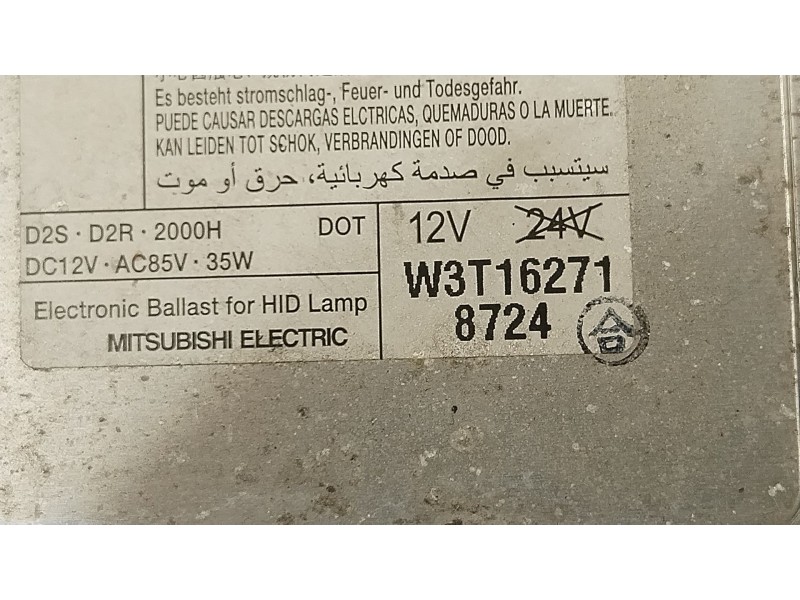 Es besteht stromschlag-, Feuer- und Todesgefahr.
PUEDE CAUSAR DESCARGAS ELCTRICAS, QUEMADURAS O LA MUERTE.
KAN LEIDEN TOT SCHOK, VERBRANDINGEN OF DOOD.
سيتسبب في صدمة كهربائية، حرق أو موت
D2S · D2R · 2000H DOT
DC12V · AC85V · 35W
12V 24V
W3T16271
8724 合
Electronic Ballast for HID Lamp
MITSUBISHI ELECTRIC